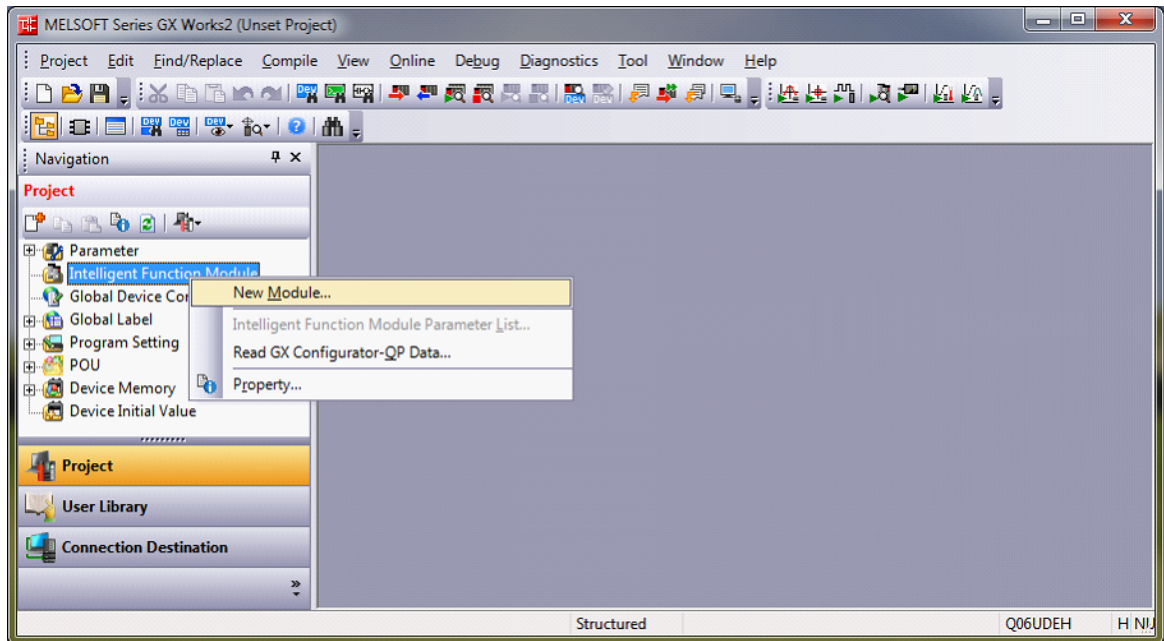 MELSOFT Series GX Works2 (Unset Project)
Project Edit Find/Replace Compile View Online Debug Diagnostics Tool Window Help
Navigation
Project
Parameter
Intelligent Function Module
New Module...
Global Device Co
Intelligent Function Module Parameter List...
Global Label
Program Setting
Read GX Configurator-QP Data...
POU
Device Memory
Property...
Device Initial Value
Project
User Library
Connection Destination
Structured
Q06UDEH
H